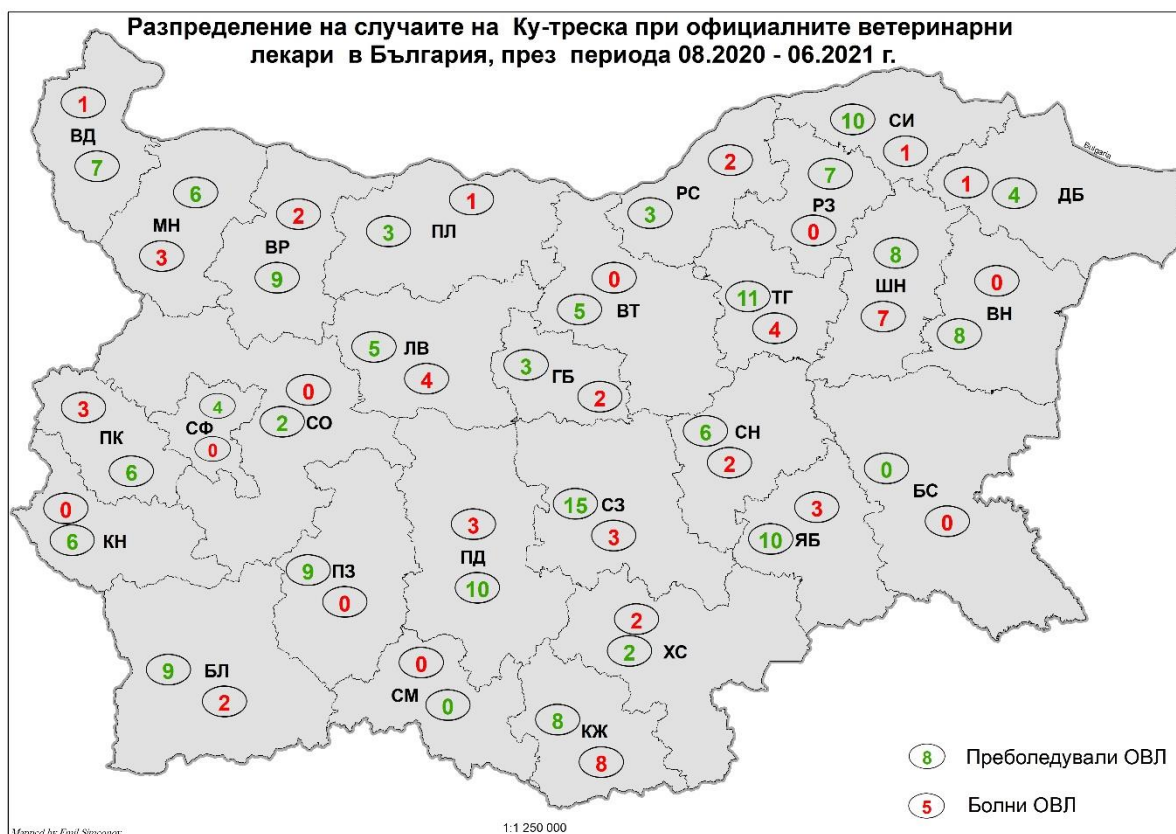 Разпределение на случаите на Ку-треска при официалните ветеринарни
лекари в България, през периода 08.2020 - 06.2021 г.
1
ВД
7
6
МН
3
2
ВР
9
1
3
ПЛ
2
РС
3
10
СИ
1
7
РЗ
0
1
4
ДБ
Bulgaria
8
ШН
7
0
ВН
8
0
5
ВТ
11
ТГ
4
5
ЛВ
4
3
ГБ
2
3
ПК
6
4
СФ
0
0
2
СО
6
СН
2
0
БС
0
0
6
КН
15
СЗ
3
3
10
ЯБ
3
ПД
10
9
ПЗ
0
2
2
ХС
9
БЛ
2
0
СМ
0
8
КЖ
8
8 Преболедували ОВЛ
5 Болни ОВЛ
Mapped by Emil Simeonov
1:1 250 000